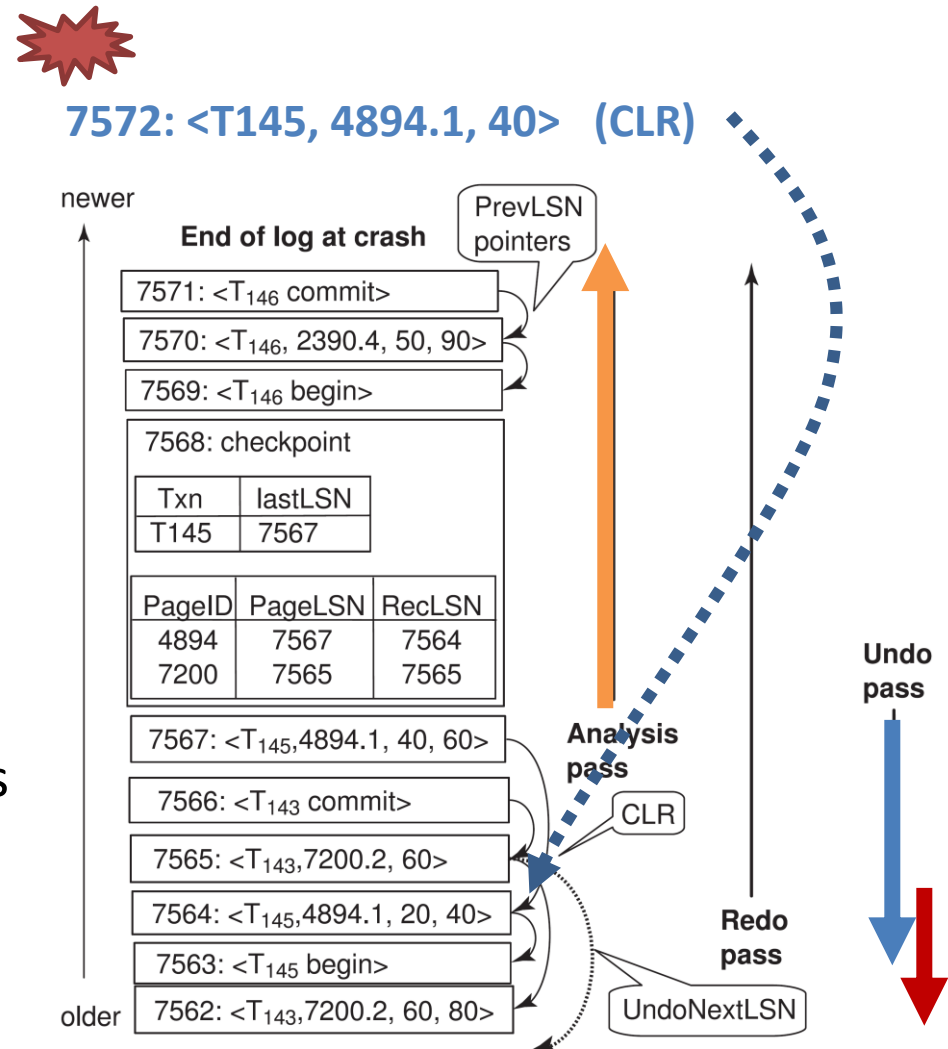 7572: <T145, 4894.1, 40> (CLR)
newer
PrevLSN
pointers
End of log at crash
7571: <T146 commit>
7570: <T146, 2390.4, 50, 90>
7569: <T146 begin>
7568: checkpoint
Txn lastLSN
T145 7567
PageID PageLSN RecLSN
4894 7567 7564
7200 7565 7565
Undo
pass
7567: <T145,4894.1, 40, 60>
Analysis
pass
s
7566: <T143 commit>
CLR
7565: <T143,7200.2, 60>
7564: <T145,4894.1, 20, 40>
Redo
pass
7563: <T145 begin>
older
7562: <T143,7200.2, 60, 80>
UndoNextLSN